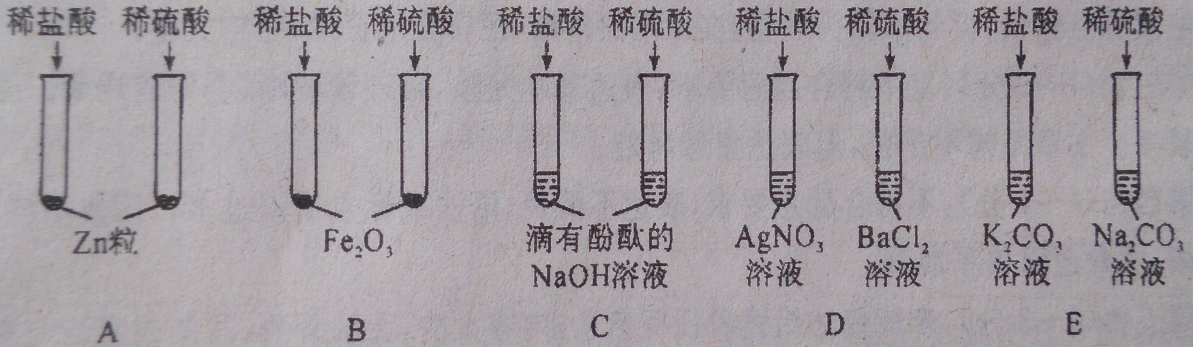 稀盐酸 稀硫酸 稀盐酸 稀硫酸 稀盐酸 稀硫酸 稀盐酸 稀硫酸 稀盐酸 稀硫酸
Zn粒 Fe₂O₃ 滴有酚酞的 AgNO₃ BaCl₂ K₂CO₃ Na₂CO₃
NaOH溶液 溶液 溶液 溶液 溶液
A B C D E